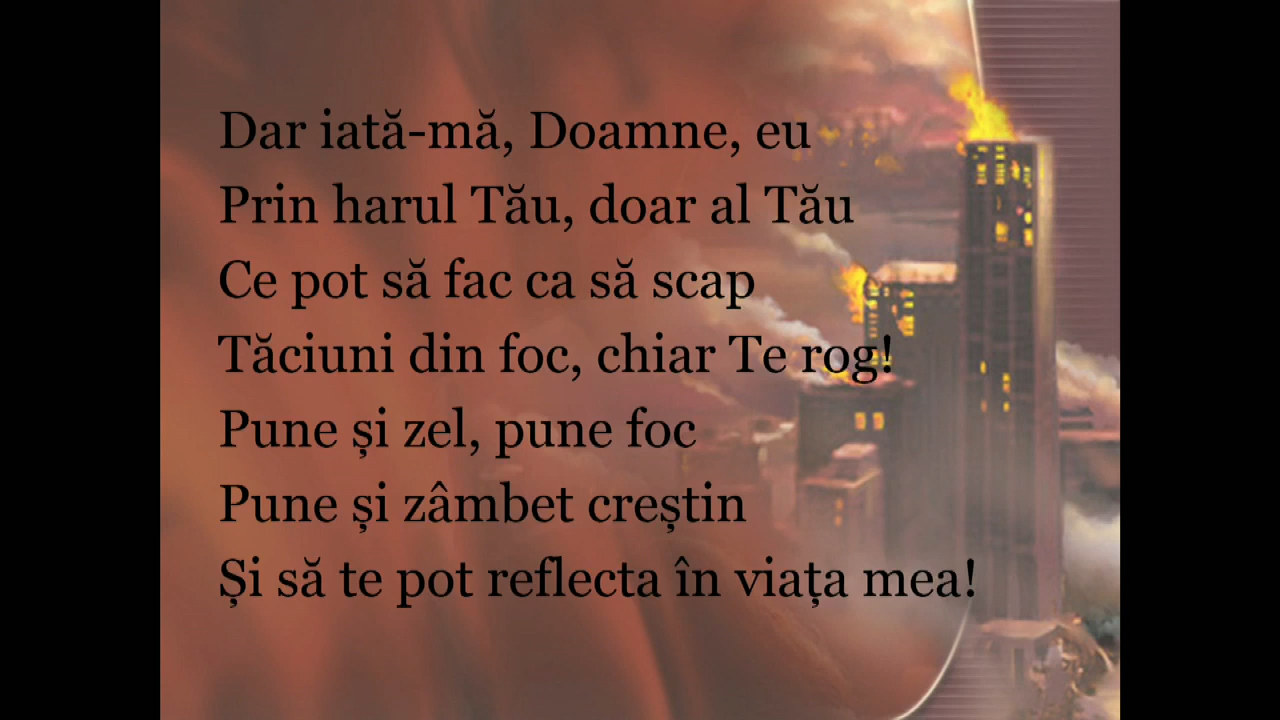 Dar iată-mă, Doamne, eu
Prin harul Tău, doar al Tău
Ce pot să fac ca să scap
Tăciuni din foc, chiar Te rog!
Pune și zel, pune foc
Pune și zâmbet creștin
Și să te pot reflecta în viața mea!